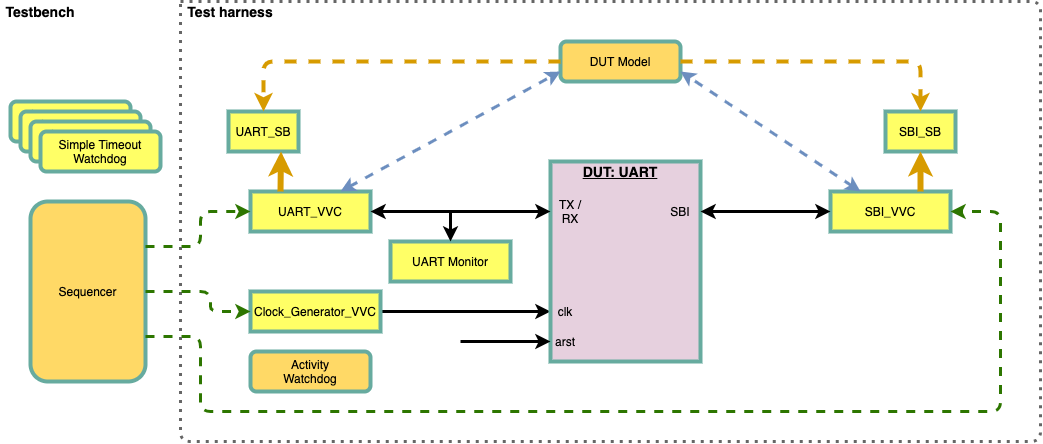 Testbench
Test harness
DUT Model
UART_SB
SBI_SB
Simple Timeout
Watchdog
DUT: UART
UART_VVC
TX /
RX
SBI
SBI_VVC
UART Monitor
Sequencer
Clock_Generator_VVC
clk
arst
Activity
Watchdog